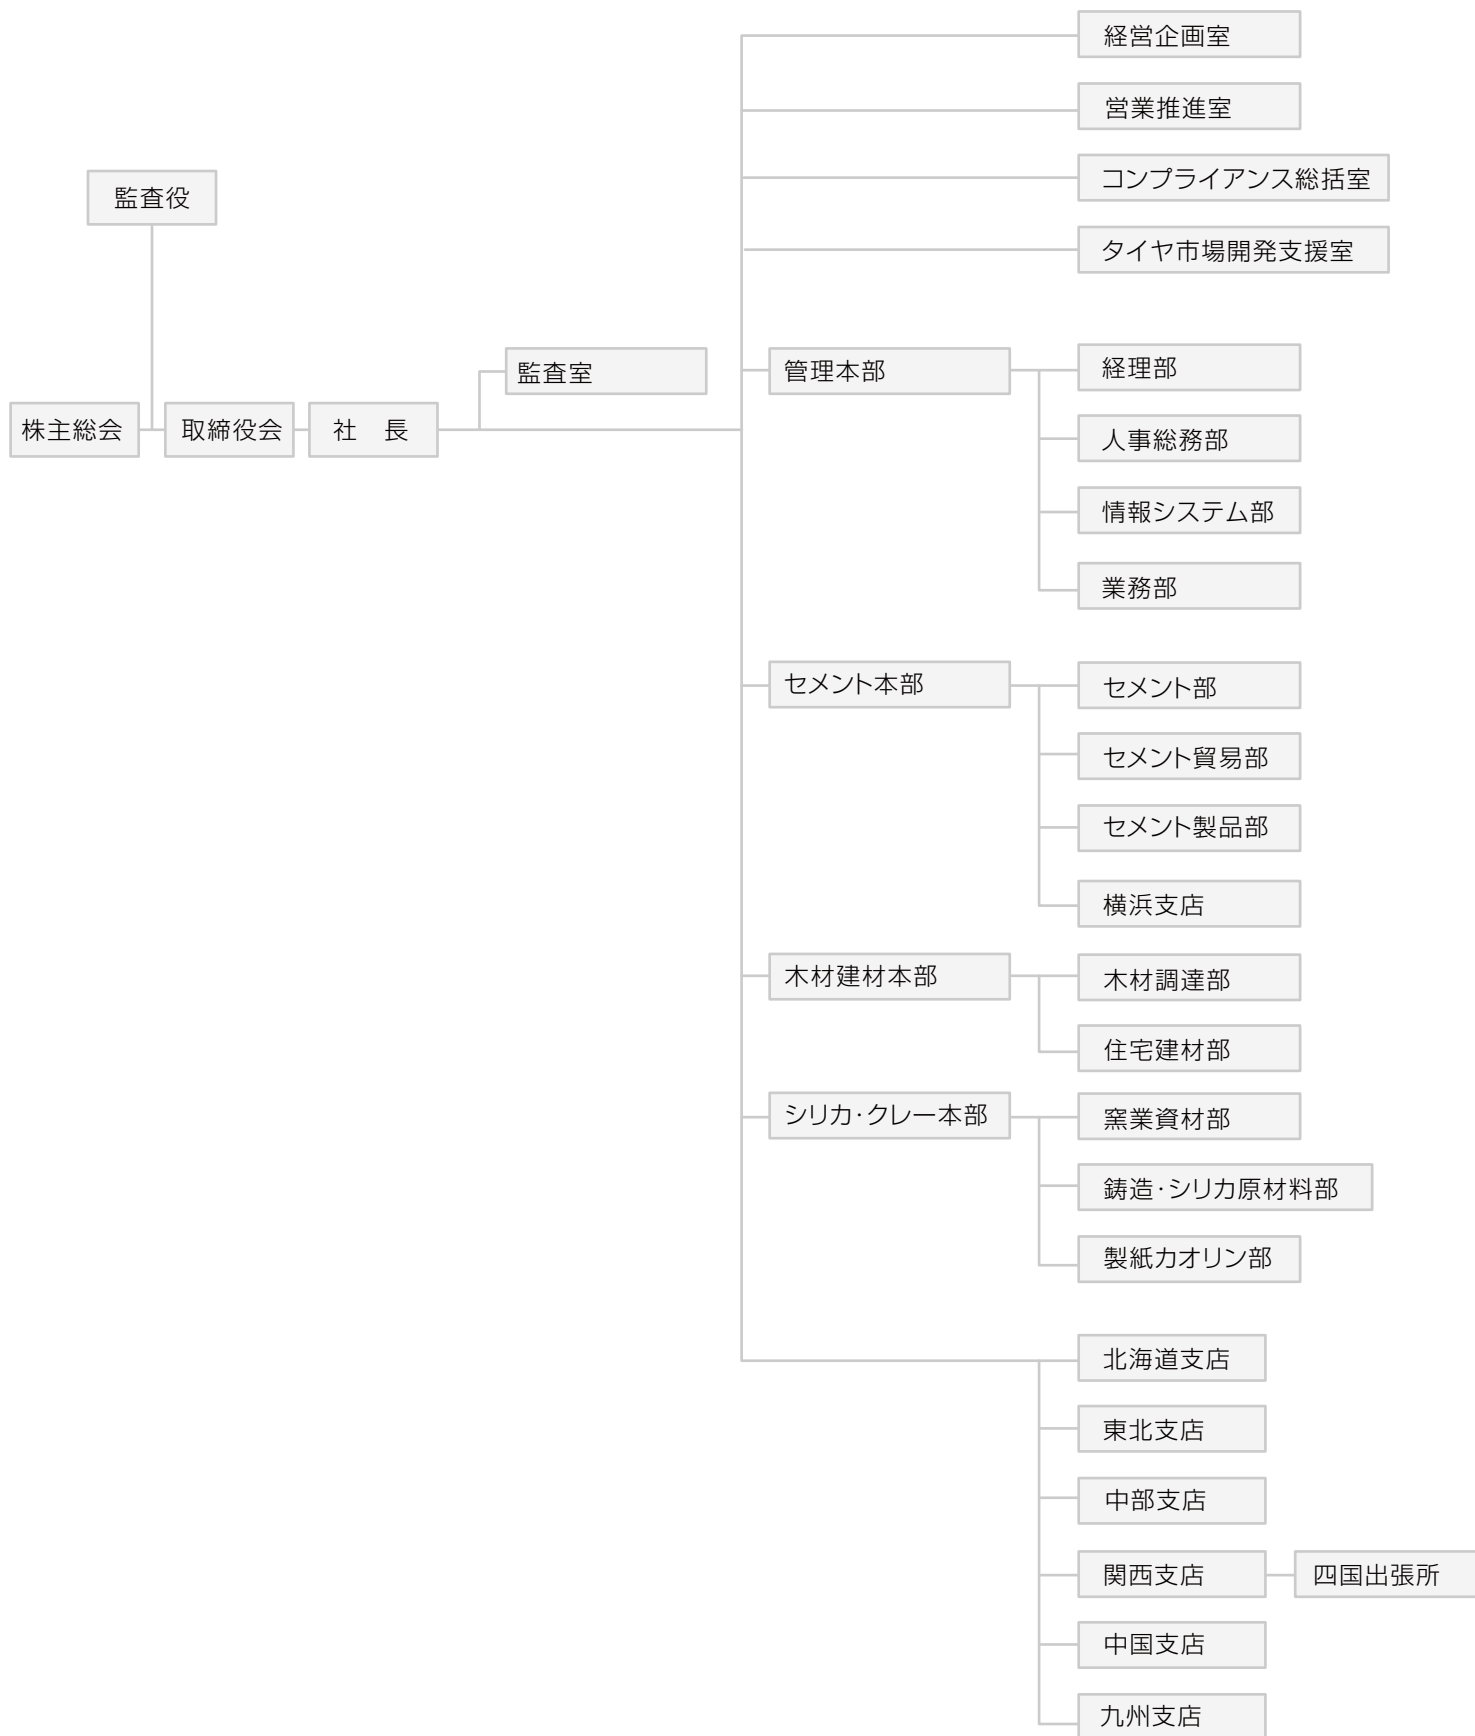 経営企画室
営業推進室
コンプライアンス総括室
タイヤ市場開発支援室
監査役
監査室
株主総会
取締役会
社　長
管理本部
経理部
人事総務部
情報システム部
業務部
セメント本部
セメント部
セメント貿易部
セメント製品部
横浜支店
木材建材本部
木材調達部
住宅建材部
シリカ・クレー本部
窯業資材部
鋳造・シリカ原材料部
製紙カオリン部
北海道支店
東北支店
中部支店
関西支店
四国出張所
中国支店
九州支店